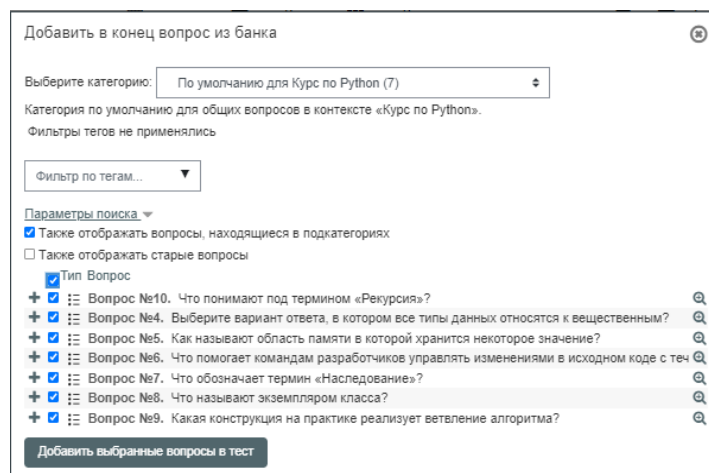 Добавить в конец вопрос из банка
Выберите категорию: По умолчанию для Курс по Python (7)
Категория по умолчанию для общих вопросов в контексте «Курс по Python».
Фильтры тегов не применялись
Фильтр по тегам...
Параметры поиска
Также отображать вопросы, находящиеся в подкатегориях
Также отображать старые вопросы
Тип Вопрос
Вопрос №10. Что понимают под термином «Рекурсия»?
Вопрос №4. Выберите вариант ответа, в котором все типы данных относятся к вещественным?
Вопрос №5. Как называют область памяти в которой хранится некоторое значение?
Вопрос №6. Что помогает командам разработчиков управлять изменениями в исходном коде с теч
Вопрос №7. Что обозначает термин «Наследование»?
Вопрос №8. Что называют экземпляром класса?
Вопрос №9. Какая конструкция на практике реализует ветвление алгоритма?
Добавить выбранные вопросы в тест